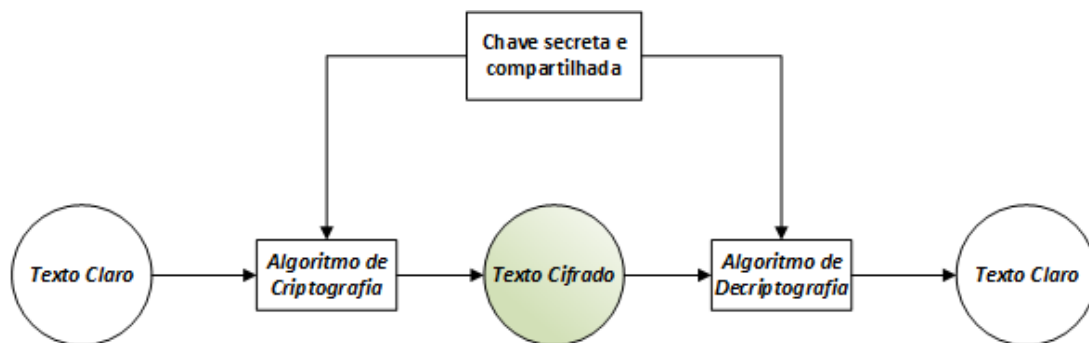 Chave secreta e
compartilhada
Texto Claro
Algoritmo de
Criptografia
Texto Cifrado
Algoritmo de
Decriptografia
Texto Claro